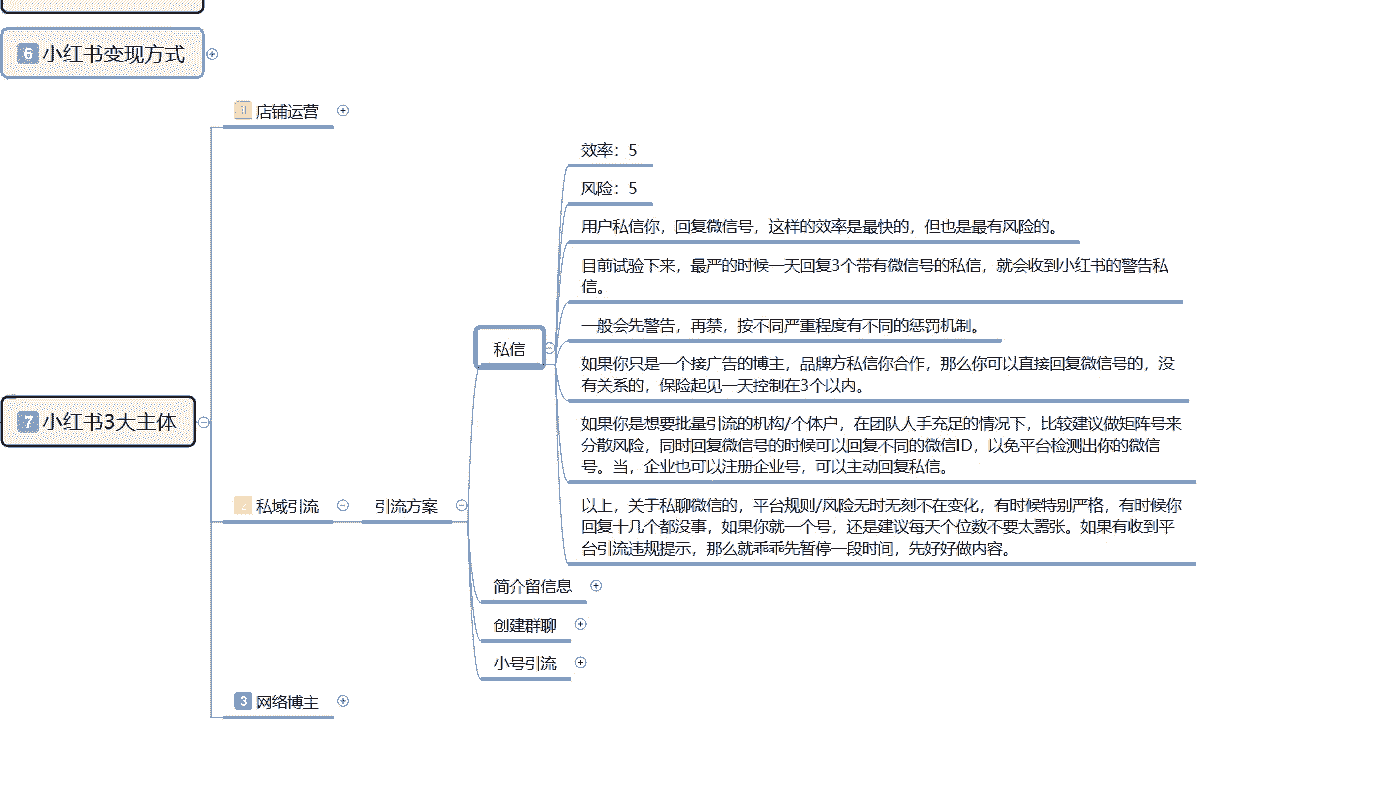 6 小红书变现方式
1 店铺运营
效率：5
风险：5
用户私信你，回复微信号，这样的效率是最快的，但也是最有风险的。
目前试验下来，最严的时候一天回复3个带有微信号的私信，就会收到小红书的警告私
信。
一般会先警告，再禁，按不同严重程度有不同的惩罚机制。
私信
如果你只是一个接广告的博主，品牌方私信你合作，那么你可以直接回复微信号的，没
有关系的，保险起见一天控制在3个以内。
7 小红书3大主体
如果你是想要批量引流的机构/个体户，在团队人手充足的情况下，比较建议做矩阵号来
分散风险，同时回复微信号的时候可以回复不同的微信ID，以免平台检测出你的微信
号。当，企业也可以注册企业号，可以主动回复私信。
2 私域引流
引流方案
以上，关于私聊微信的，平台规则/风险无时无刻不在变化，有时候特别严格，有时候你
回复十几个都没事，如果你就一个号，还是建议每天个位数不要太嚣张。如果有收到平
台引流违规提示，那么就乖乖先暂停一段时间，先好好做内容。
简介留信息
创建群聊
小号引流
3 网络博主